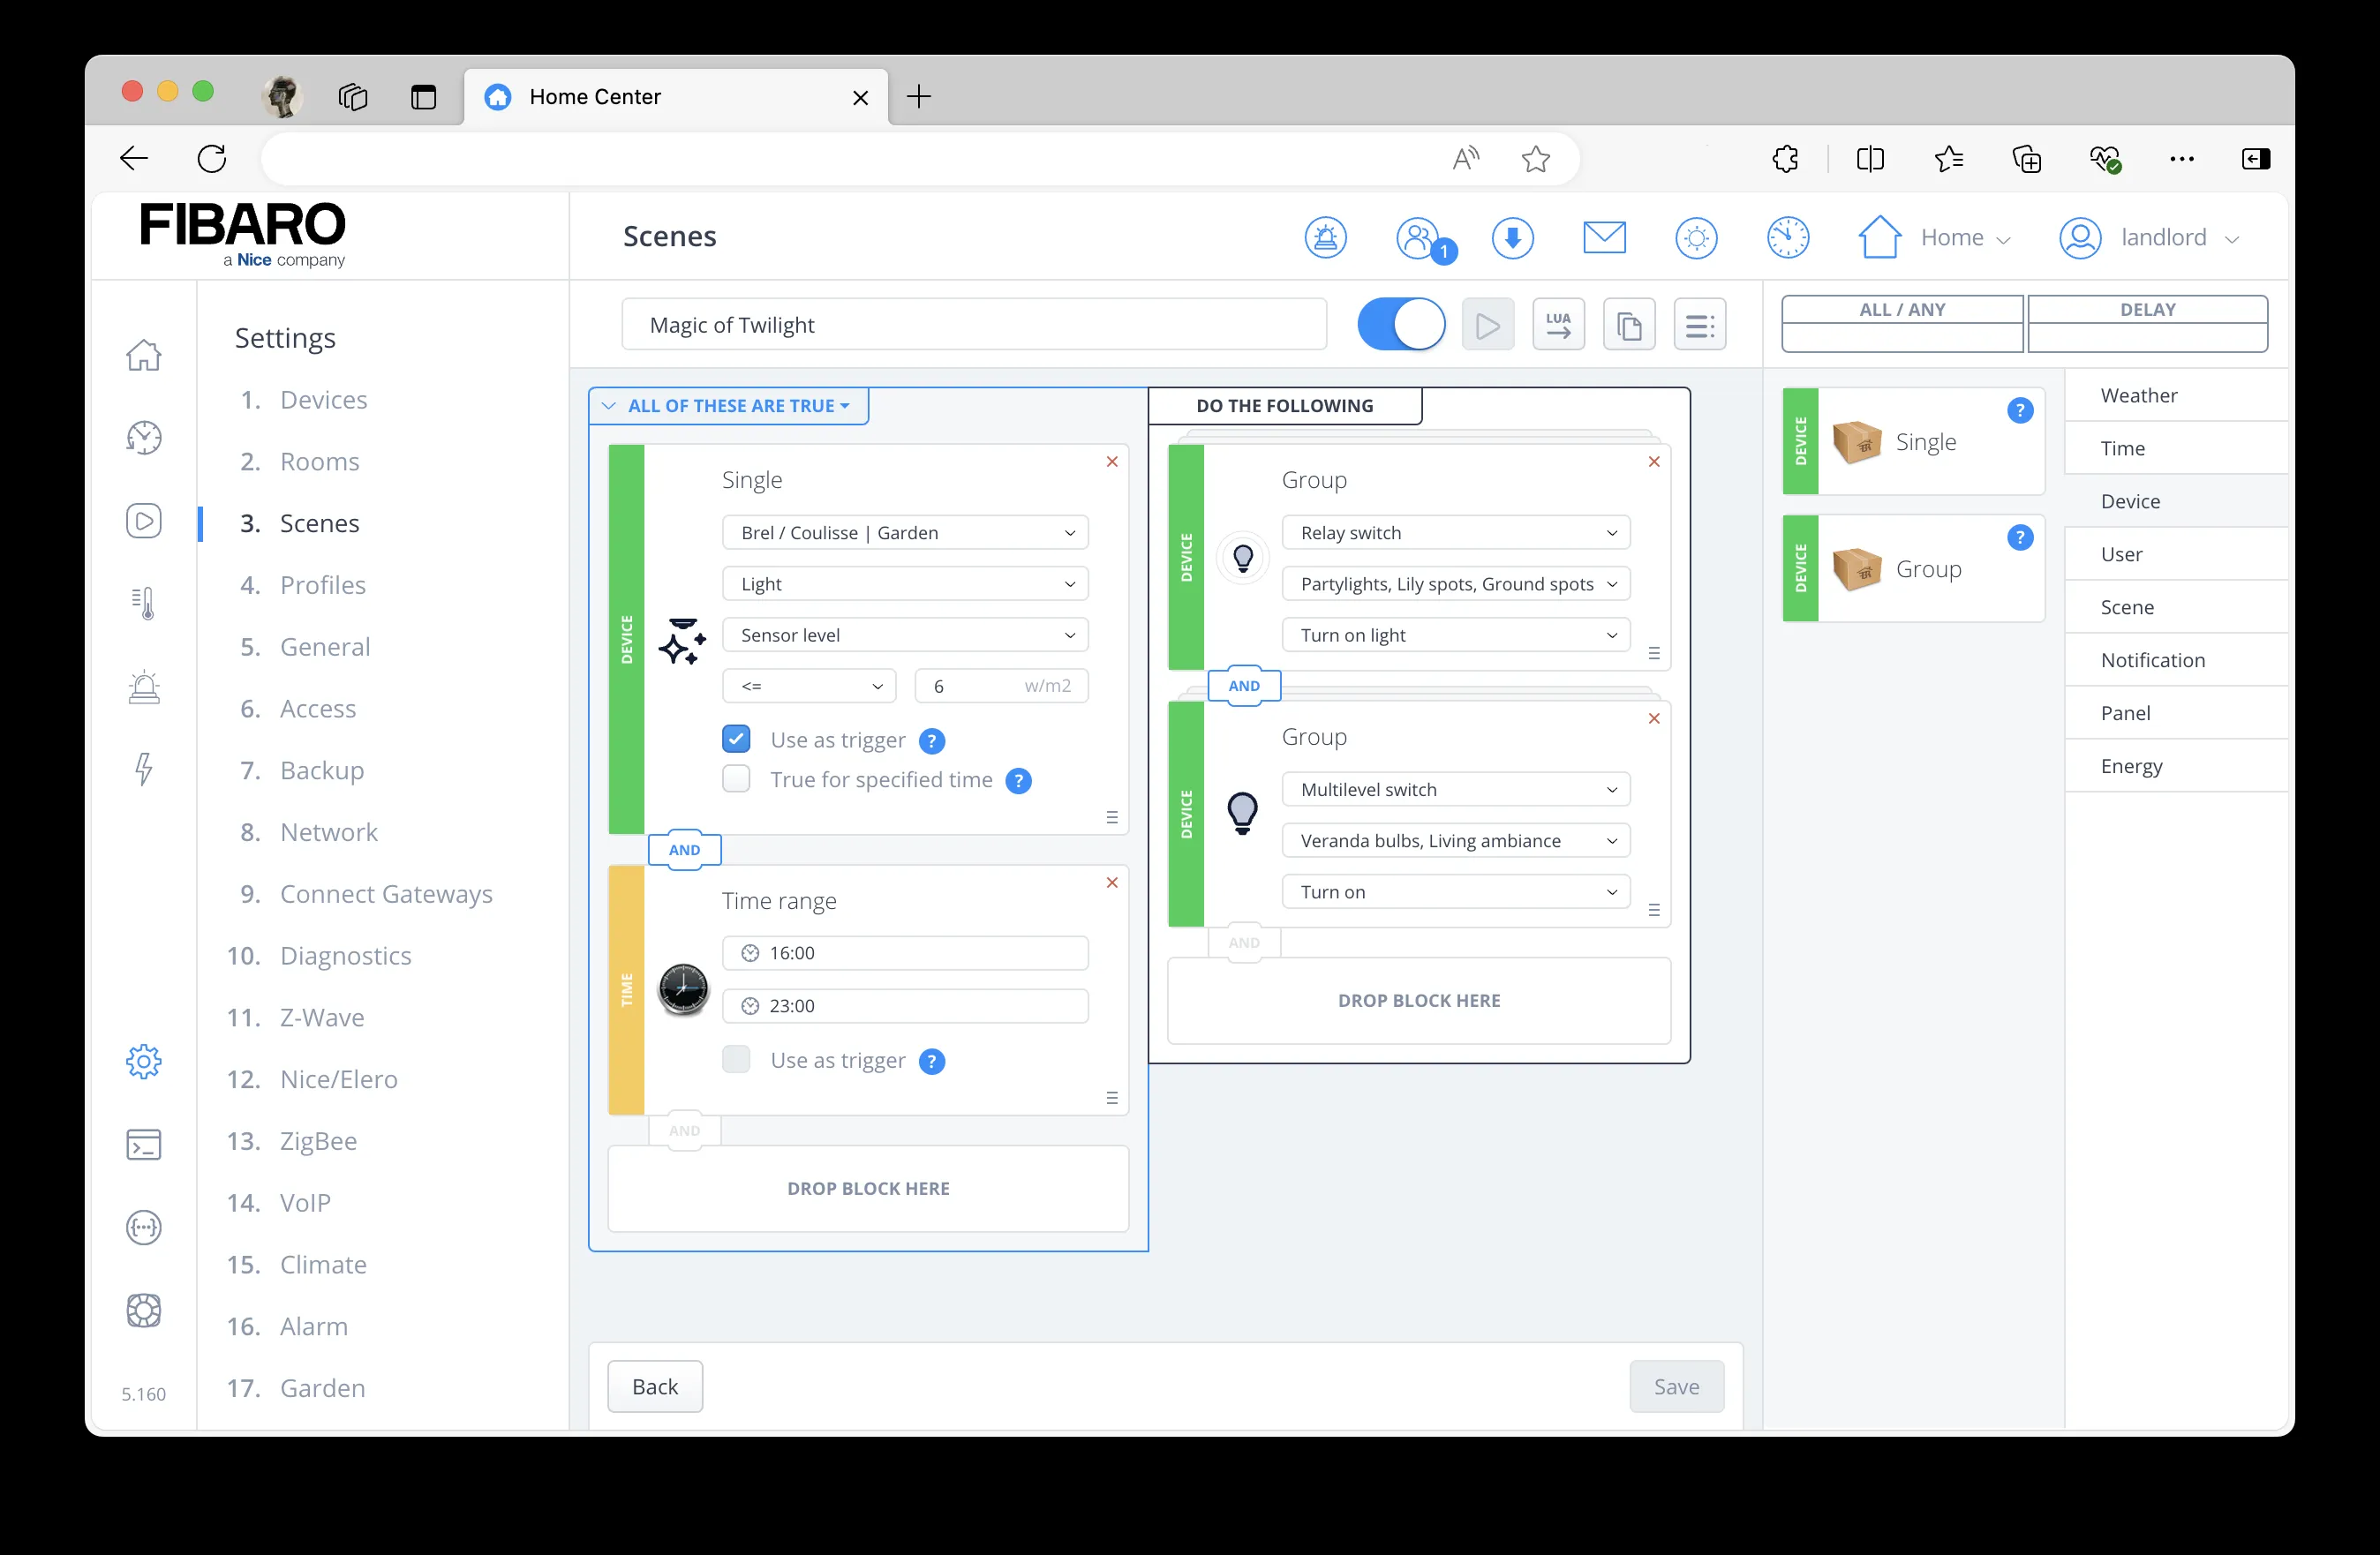 Home Center
FIBARO
a Nice company
Scenes
1
Home
landlord
Settings
1. Devices
2. Rooms
3. Scenes
4. Profiles
5. General
6. Access
7. Backup
8. Network
9. Connect Gateways
10. Diagnostics
11. Z-Wave
12. Nice/Elero
13. ZigBee
14. VoIP
15. Climate
16. Alarm
17. Garden
5.160
Magic of Twilight
LUA
ALL OF THESE ARE TRUE
DEVICE
Single
Brel / Coulisse | Garden
Light
Sensor level
<=
6 w/m2
Use as trigger ?
True for specified time ?
AND
TIME
Time range
16:00
23:00
Use as trigger ?
AND
DROP BLOCK HERE
DO THE FOLLOWING
DEVICE
Group
Relay switch
Partylights, Lily spots, Ground spots
Turn on light
AND
DEVICE
Group
Multilevel switch
Veranda bulbs, Living ambiance
Turn on
AND
DROP BLOCK HERE
Back
Save
ALL / ANY
DELAY
DEVICE
Single
?
DEVICE
Group
?
Weather
Time
Device
User
Scene
Notification
Panel
Energy